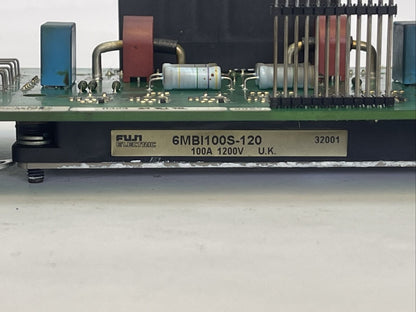 FUJI ELECTRIC
6MBI100S-120 32001
100A 1200V U.K.